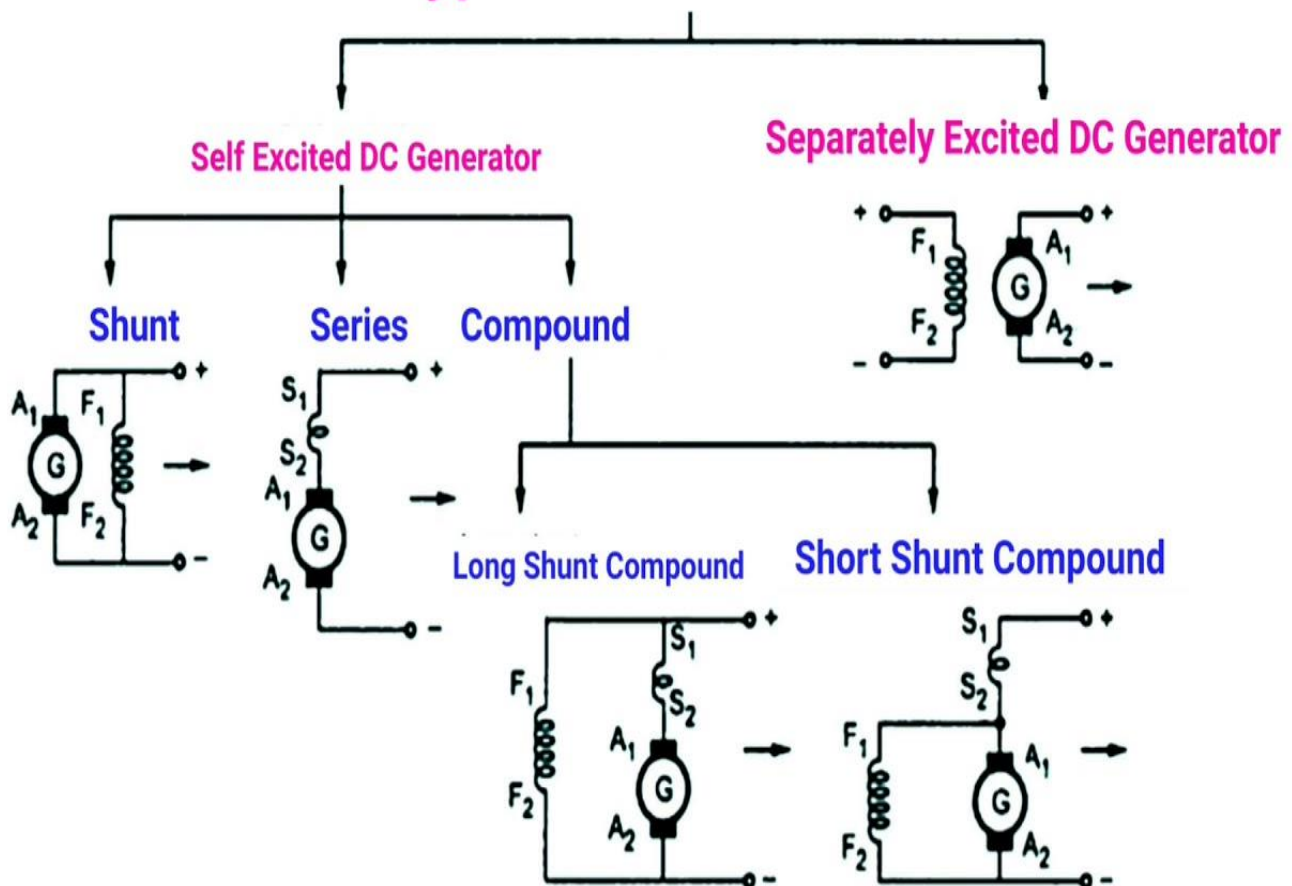 Self Excited DC Generator
Separately Excited DC Generator
+
F₁
F₂
−
+
A₁
G
A₂
−
Shunt
Series
Compound
A₁
F₁
G
A₂
F₂
+
−
S₁
S₂
A₁
G
A₂
+
−
Long Shunt Compound
Short Shunt Compound
F₁
F₂
S₁
S₂
A₁
G
A₂
+
−
S₁
S₂
F₁
F₂
A₁
G
A₂
+
−